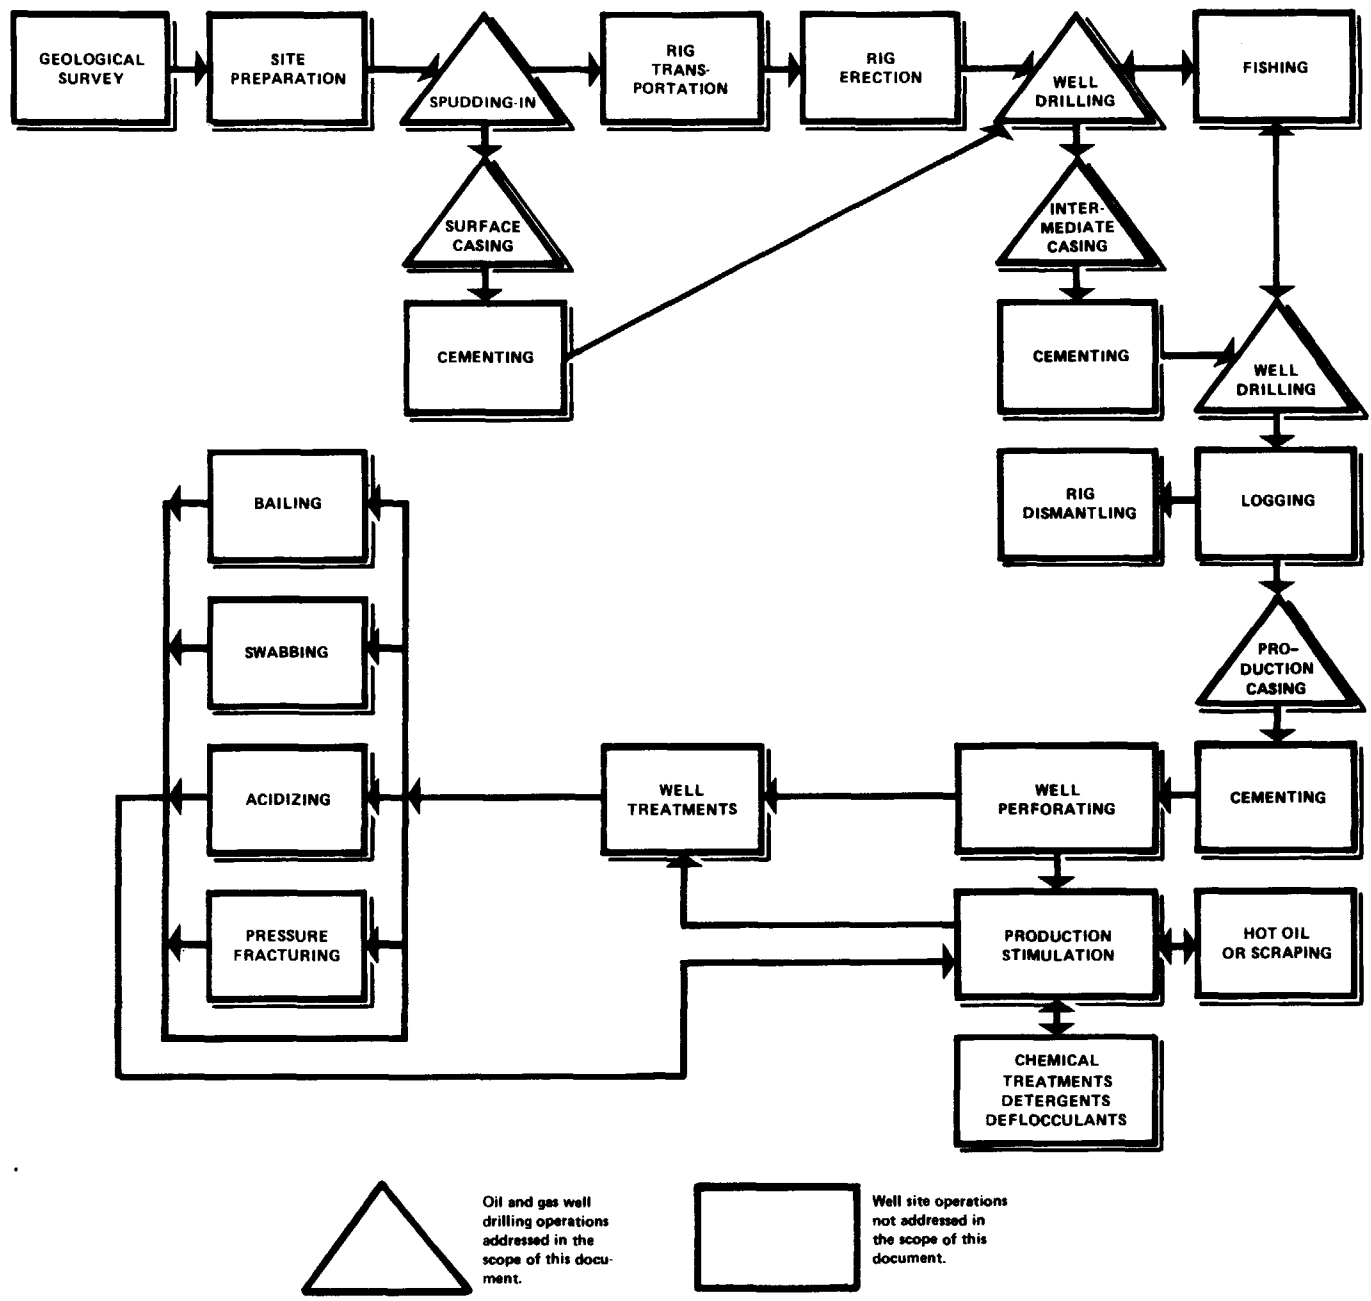 GEOLOGICAL
SURVEY
SITE
PREPARATION
SPUDDING-IN
RIG
TRANS-
PORTATION
RIG
ERECTION
WELL
DRILLING
FISHING
SURFACE
CASING
INTER-
MEDIATE
CASING
CEMENTING
CEMENTING
WELL
DRILLING
BAILING
RIG
DISMANTLING
LOGGING
SWABBING
PRO-
DUCTION
CASING
ACIDIZING
WELL
TREATMENTS
WELL
PERFORATING
CEMENTING
PRESSURE
FRACTURING
PRODUCTION
STIMULATION
HOT OIL
OR SCRAPING
CHEMICAL
TREATMENTS
DETERGENTS
DEFLOCCULANTS
Oil and gas well
drilling operations
addressed in the
scope of this docu-
ment.
Well site operations
not addressed in
the scope of this
document.